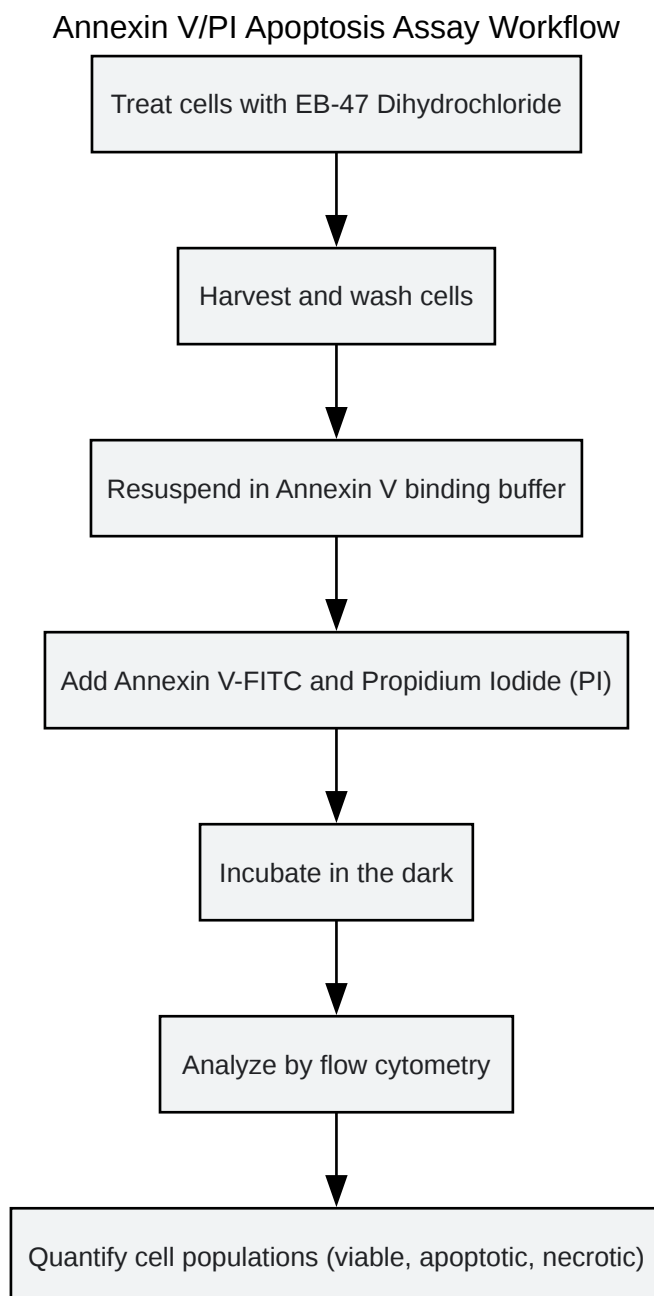 Annexin V/PI Apoptosis Assay Workflow
Treat cells with EB-47 Dihydrochloride
Harvest and wash cells
Resuspend in Annexin V binding buffer
Add Annexin V-FITC and Propidium Iodide (PI)
Incubate in the dark
Analyze by flow cytometry
Quantify cell populations (viable, apoptotic, necrotic)